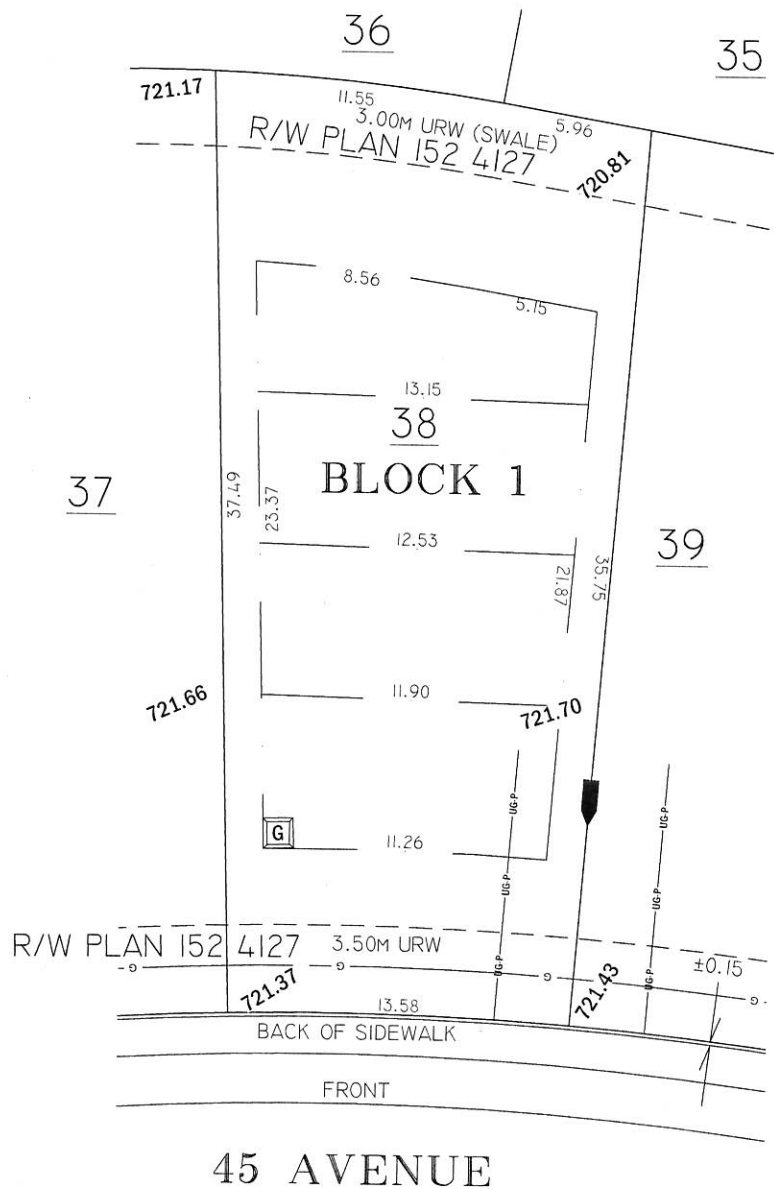 36
35
721.17
11.55
3.00M URW (SWALE)
5.96
R/W PLAN 152 4127
720.81
8.56
5.15
13.15
38
BLOCK 1
37
37.49
23.37
12.53
21.87
35.75
39
721.66
11.90
721.70
UG-P
UG-P
G
11.26
UG-P
UG-P
R/W PLAN 152 4127
3.50M URW
±0.15
G
G
G
UG-P
UG-P
G
721.37
13.58
721.43
BACK OF SIDEWALK
FRONT
45 AVENUE